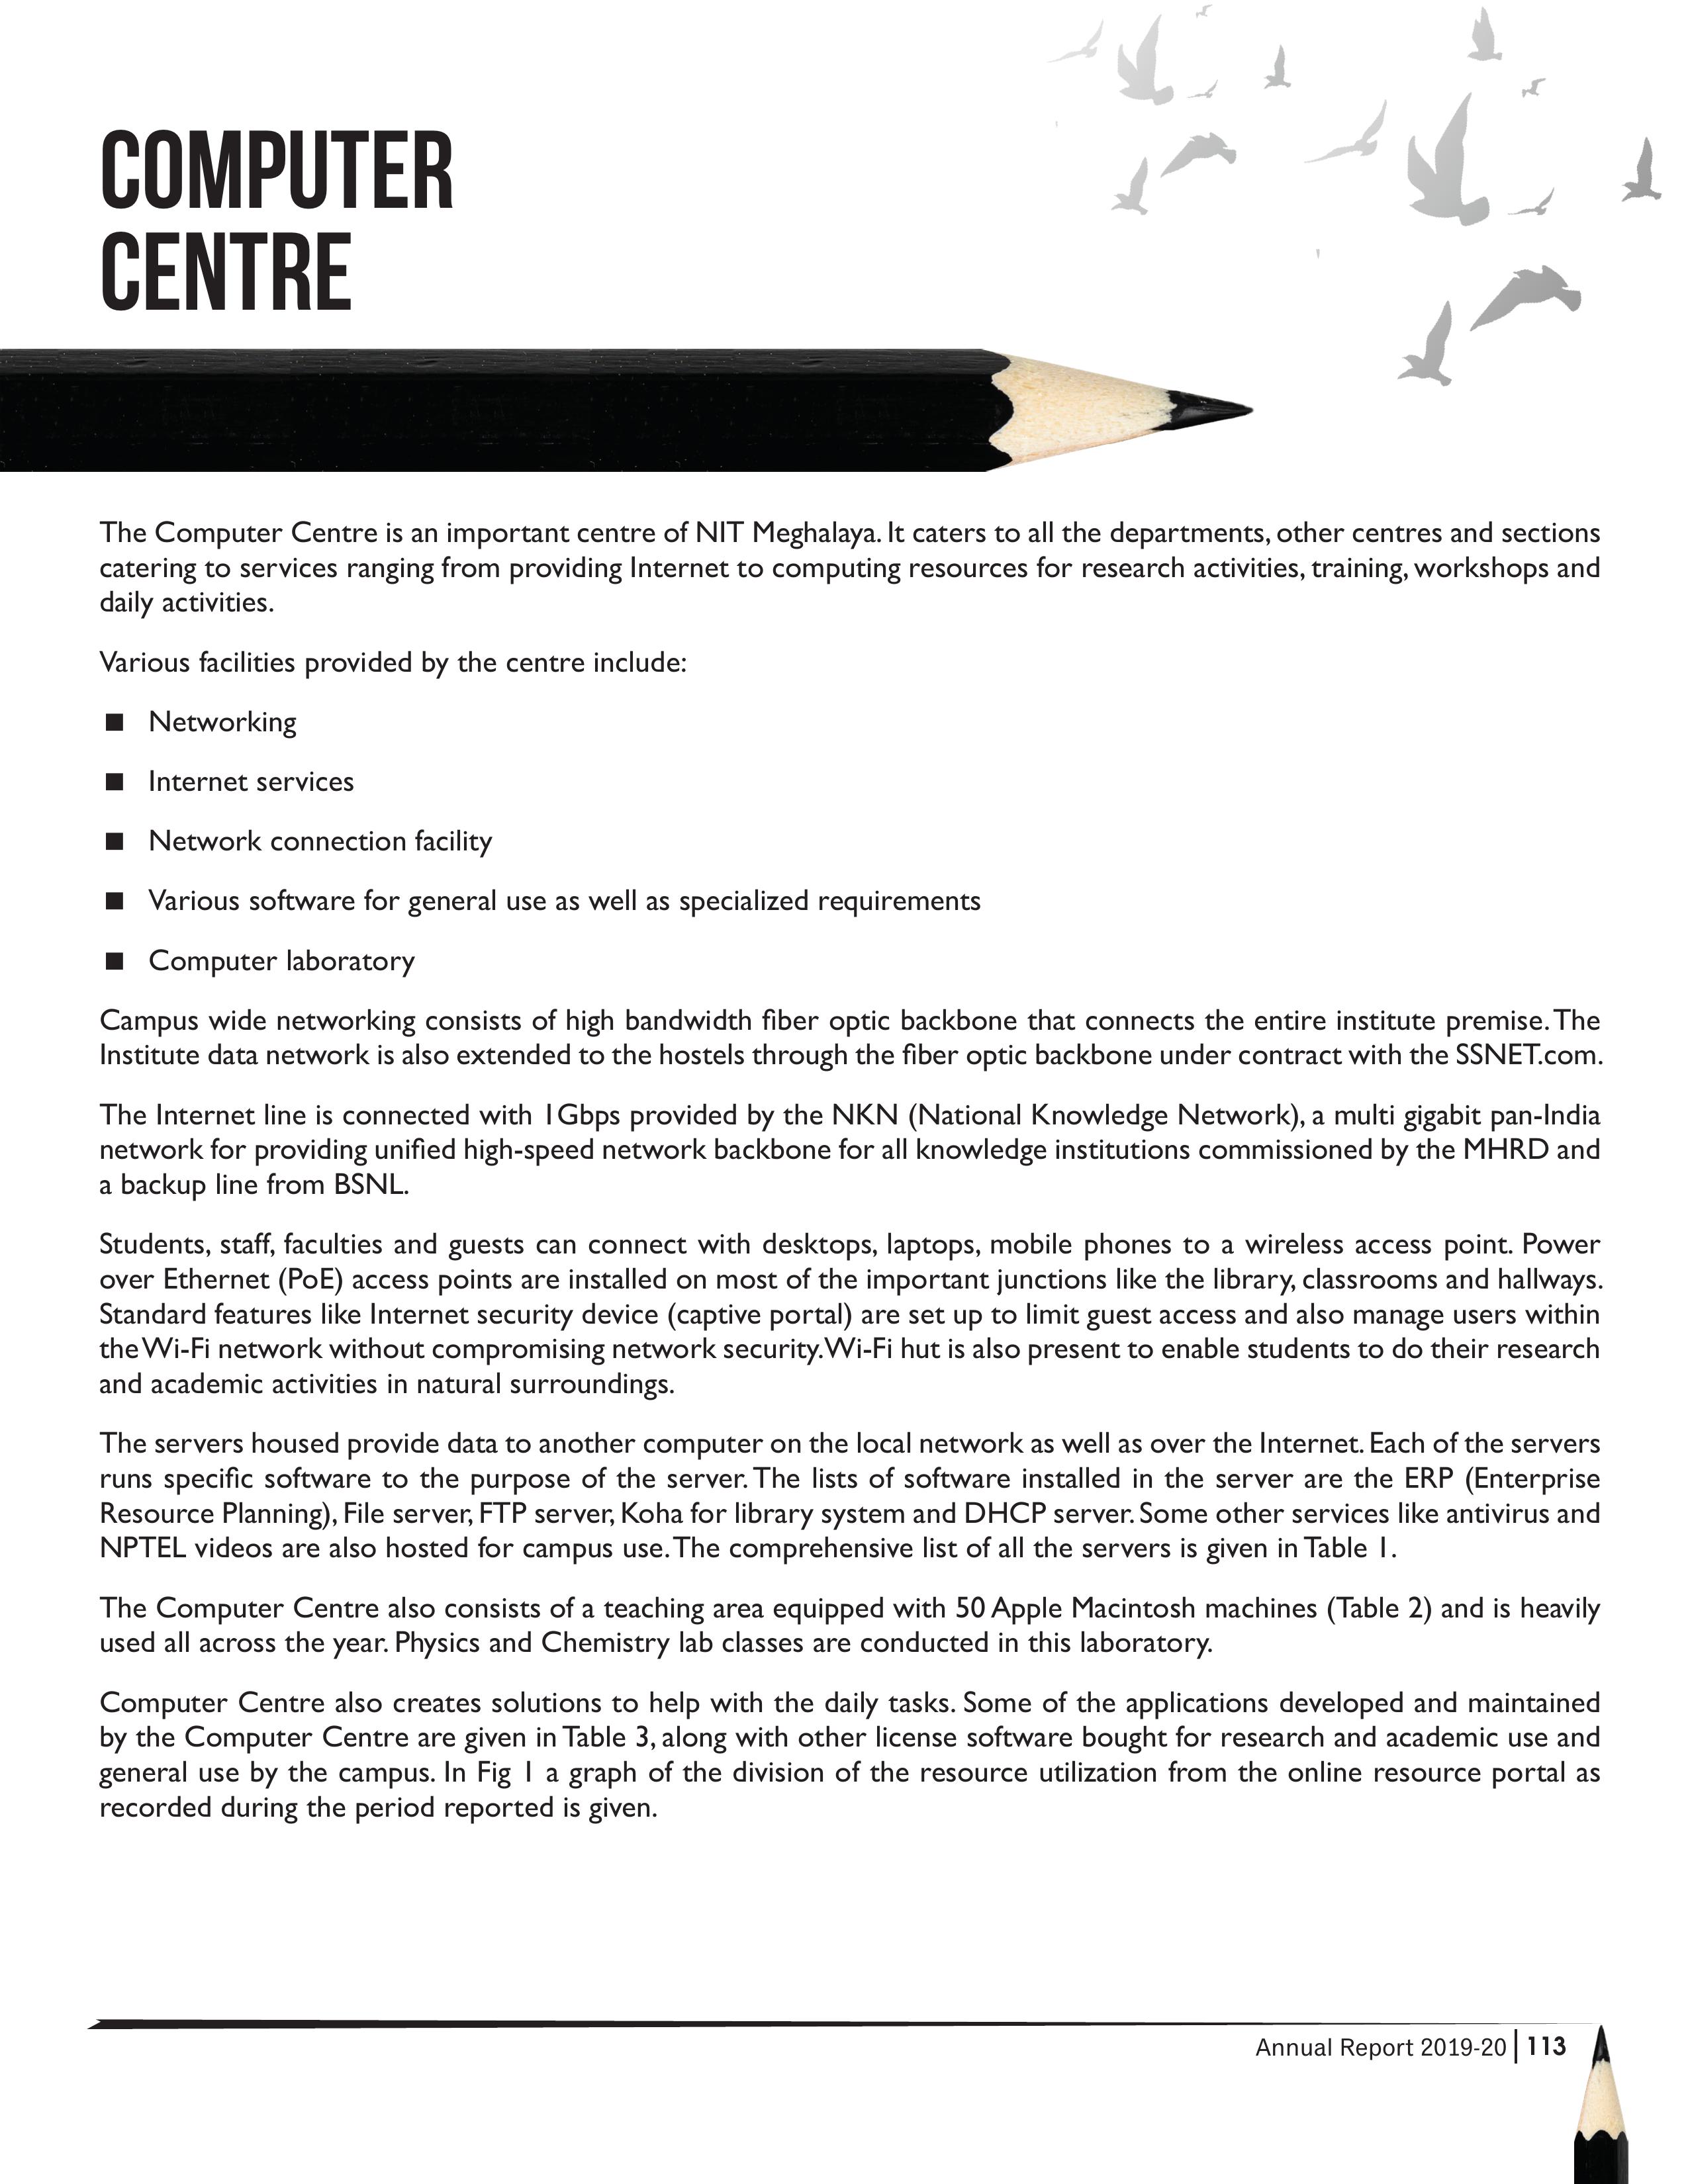 COMPUTER
CENTRE
The Computer Centre is an important centre of NIT Meghalaya. It caters to all the departments, other centres and sections
catering to services ranging from providing Internet to computing resources for research activities, training, workshops and
daily activities.
Various facilities provided by the centre include:
■ Networking
■ Internet services
■ Network connection facility
■ Various software for general use as well as specialized requirements
■ Computer laboratory
Campus wide networking consists of high bandwidth fiber optic backbone that connects the entire institute premise. The
Institute data network is also extended to the hostels through the fiber optic backbone under contract with the SSNET.com.
The Internet line is connected with 1Gbps provided by the NKN (National Knowledge Network), a multi gigabit pan-India
network for providing unified high-speed network backbone for all knowledge institutions commissioned by the MHRD and
a backup line from BSNL.
Students, staff, faculties and guests can connect with desktops, laptops, mobile phones to a wireless access point. Power
over Ethernet (PoE) access points are installed on most of the important junctions like the library, classrooms and hallways.
Standard features like Internet security device (captive portal) are set up to limit guest access and also manage users within
the Wi-Fi network without compromising network security. Wi-Fi hut is also present to enable students to do their research
and academic activities in natural surroundings.
The servers housed provide data to another computer on the local network as well as over the Internet. Each of the servers
runs specific software to the purpose of the server. The lists of software installed in the server are the ERP (Enterprise
Resource Planning), File server, FTP server, Koha for library system and DHCP server. Some other services like antivirus and
NPTEL videos are also hosted for campus use. The comprehensive list of all the servers is given in Table 1.
The Computer Centre also consists of a teaching area equipped with 50 Apple Macintosh machines (Table 2) and is heavily
used all across the year. Physics and Chemistry lab classes are conducted in this laboratory.
Computer Centre also creates solutions to help with the daily tasks. Some of the applications developed and maintained
by the Computer Centre are given in Table 3, along with other license software bought for research and academic use and
general use by the campus. In Fig 1 a graph of the division of the resource utilization from the online resource portal as
recorded during the period reported is given.
Annual Report 2019-20 | 113